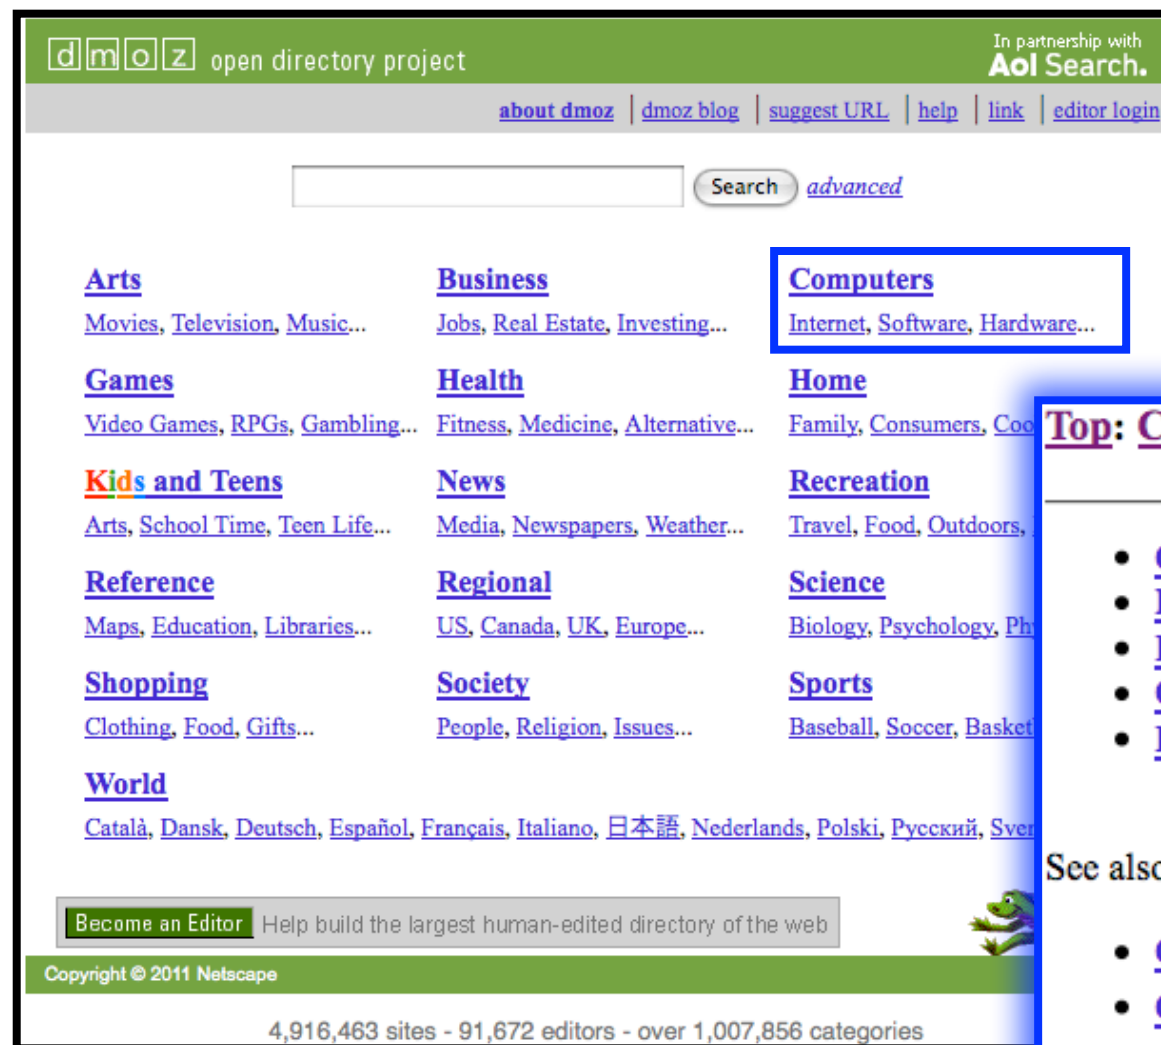 dmoz open directory project
In partnership with
Aol Search.
about dmoz | dmoz blog | suggest URL | help | link | editor login
Search advanced
Arts Business Computers
Movies, Television, Music... Jobs, Real Estate, Investing... Internet, Software, Hardware...
Games Health Home
Video Games, RPGs, Gambling... Fitness, Medicine, Alternative... Family, Consumers,
Kids and Teens News Recreation
Arts, School Time, Teen Life... Media, Newspapers, Weather... Travel, Food, Outdoors,
Reference Regional Science
Maps, Education, Libraries... US, Canada, UK, Europe... Biology, Psychology,
Shopping Society Sports
Clothing, Food, Gifts... People, Religion, Issues... Baseball, Soccer,
World
Català, Dansk, Deutsch, Español, Français, Italiano, 日本語, Nederlands, Polski, Русский,
Become an Editor Help build the largest human-edited directory of the web
Copyright © 2011 Netscape
4,916,463 sites - 91,672 editors - over 1,007,856 categories
Top:
See also